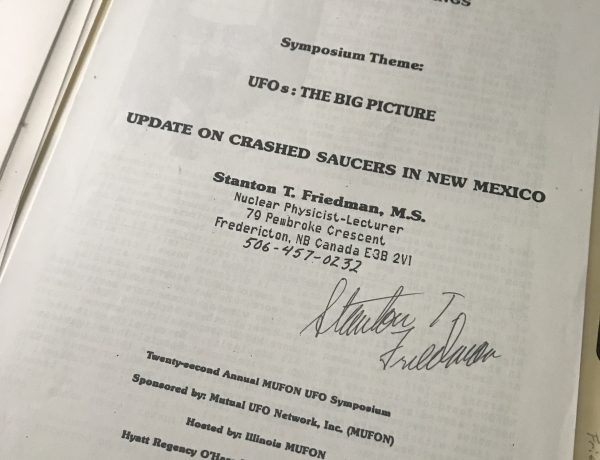 Symposium Theme:
UFOs: THE BIG PICTURE
UPDATE ON CRASHED SAUCERS IN NEW MEXICO
Stanton T. Friedman, M.S.
Nuclear Physicist-Lecturer
79 Pembroke Crescent
Fredericton, NB Canada E3B 2V1
506-457-0232
Stanton T.
Friedman
Twenty-second Annual MUFON UFO Symposium
Sponsored by: Mutual UFO Network, Inc. (MUFON)
Hosted by: Illinois MUFON
Hyatt Regency